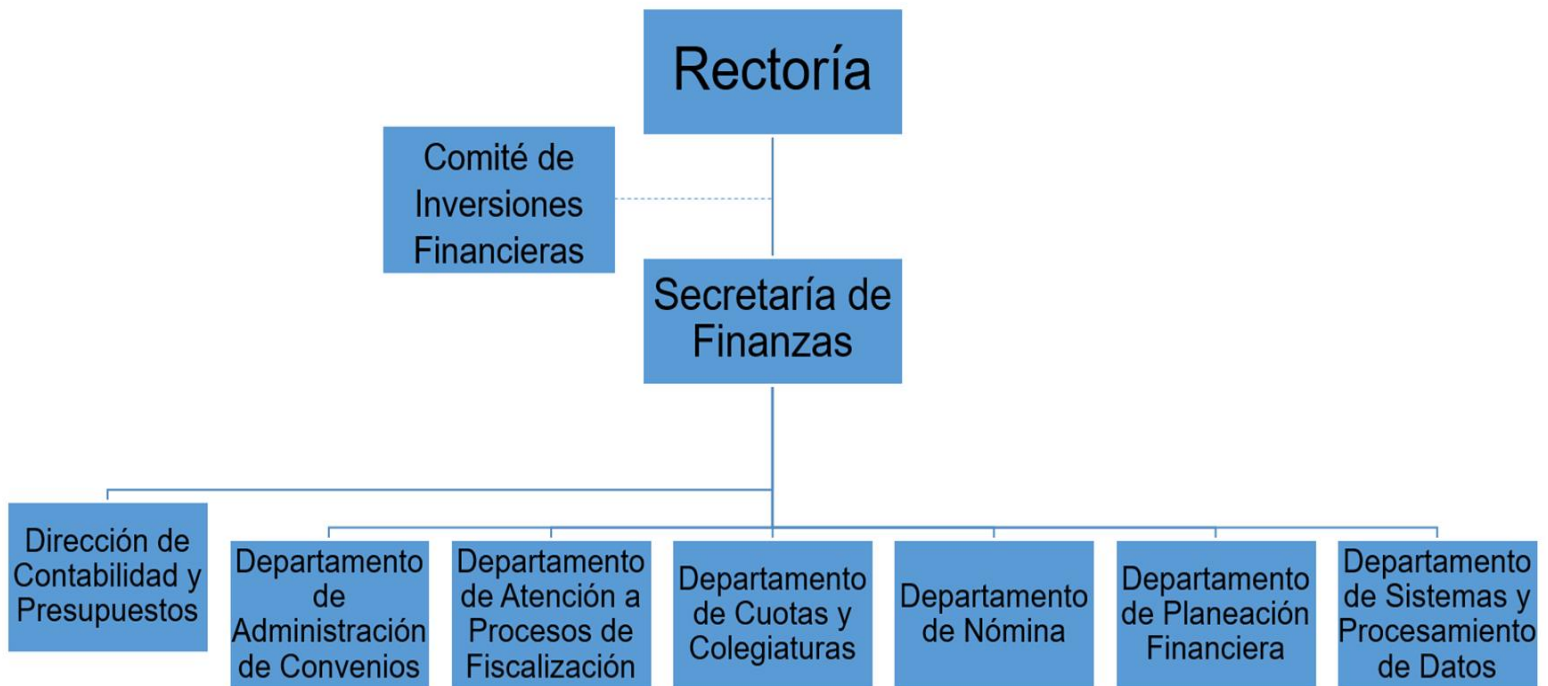 Rectoría
Comité de
Inversiones
Financieras
Secretaría de
Finanzas
Dirección de
Contabilidad y
Presupuestos
Departamento
de
Administración
de Convenios
Departamento
de Atención a
Procesos de
Fiscalización
Departamento
de Cuotas y
Colegiaturas
Departamento
de Nómina
Departamento
de Planeación
Financiera
Departamento
de Sistemas y
Procesamiento
de Datos